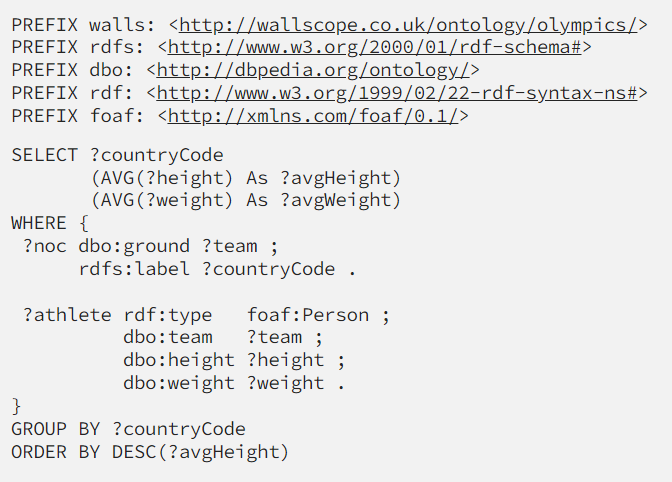 PREFIX walls: <http://wallscope.co.uk/ontology/olympics/>
PREFIX rdfs: <http://www.w3.org/2000/01/rdf-schema#>
PREFIX dbo: <http://dbpedia.org/ontology/>
PREFIX rdf: <http://www.w3.org/1999/02/22-rdf-syntax-ns#>
PREFIX foaf: <http://xmlns.com/foaf/0.1/>
SELECT ?countryCode
(AVG(?height) As ?avgHeight)
(AVG(?weight) As ?avgWeight)
WHERE {
?noc dbo:ground ?team ;
rdfs:label ?countryCode .
?athlete rdf:type foaf:Person ;
dbo:team ?team ;
dbo:height ?height ;
dbo:weight ?weight .
}
GROUP BY ?countryCode
ORDER BY DESC(?avgHeight)